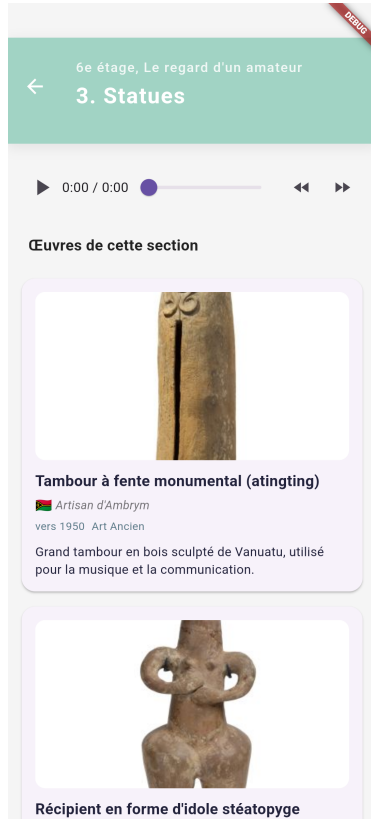 DEBUG
6e étage, Le regard d'un amateur
3. Statues
0:00 / 0:00
Œuvres de cette section
Tambour à fente monumental (atingting)
Artisan d'Ambrym
vers 1950 Art Ancien
Grand tambour en bois sculpté de Vanuatu, utilisé
pour la musique et la communication.
Récipient en forme d'idole stéatopyge